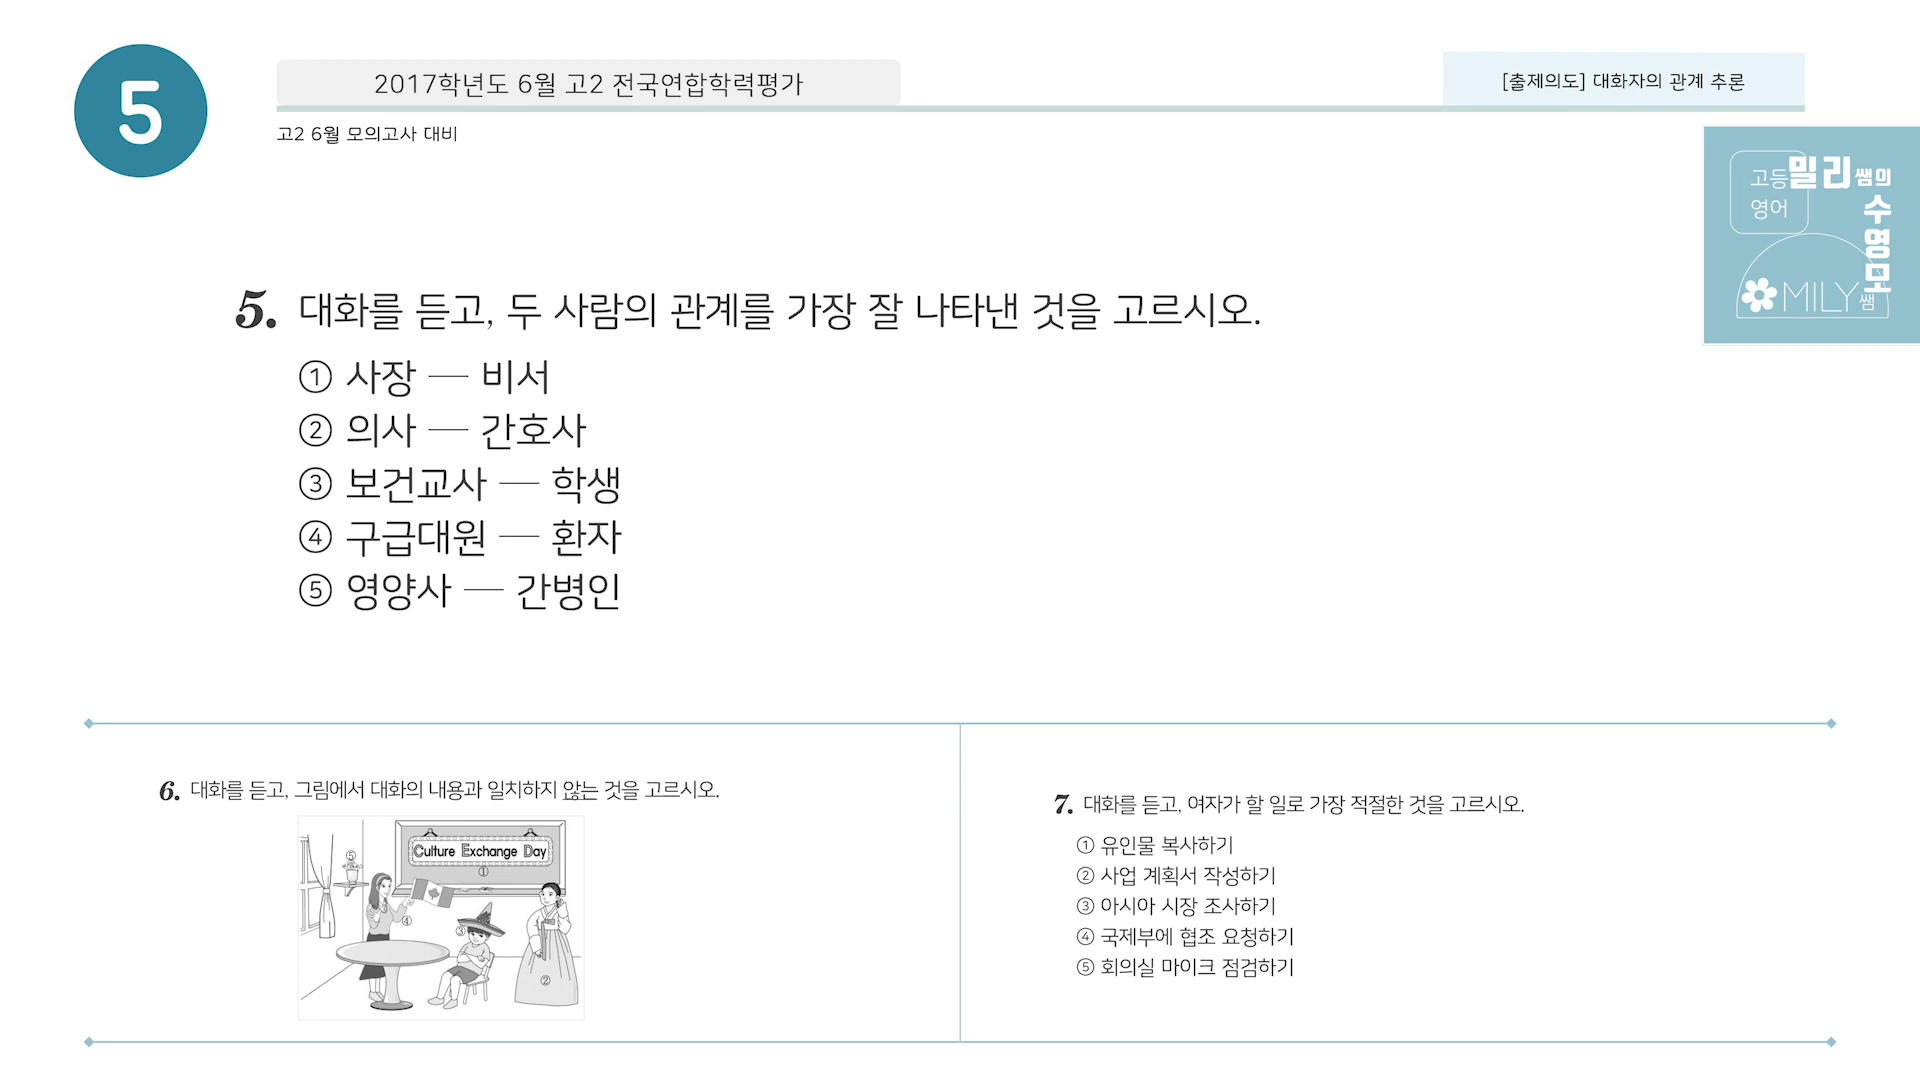 5
2017학년도 6월 고2 전국연합학력평가
[출제의도] 대화자의 관계 추론
고2 6월 모의고사 대비
고등 영어
밀리쌤의
수영모
MILY쌤
5. 대화를 듣고, 두 사람의 관계를 가장 잘 나타낸 것을 고르시오.
① 사장 — 비서
② 의사 — 간호사
③ 보건교사 — 학생
④ 구급대원 — 환자
⑤ 영양사 — 간병인
6. 대화를 듣고, 그림에서 대화의 내용과 일치하지 않는 것을 고르시오.
Culture Exchange Day
①
⑤
④
③
②
7. 대화를 듣고, 여자가 할 일로 가장 적절한 것을 고르시오.
① 유인물 복사하기
② 사업 계획서 작성하기
③ 아시아 시장 조사하기
④ 국제부에 협조 요청하기
⑤ 회의실 마이크 점검하기